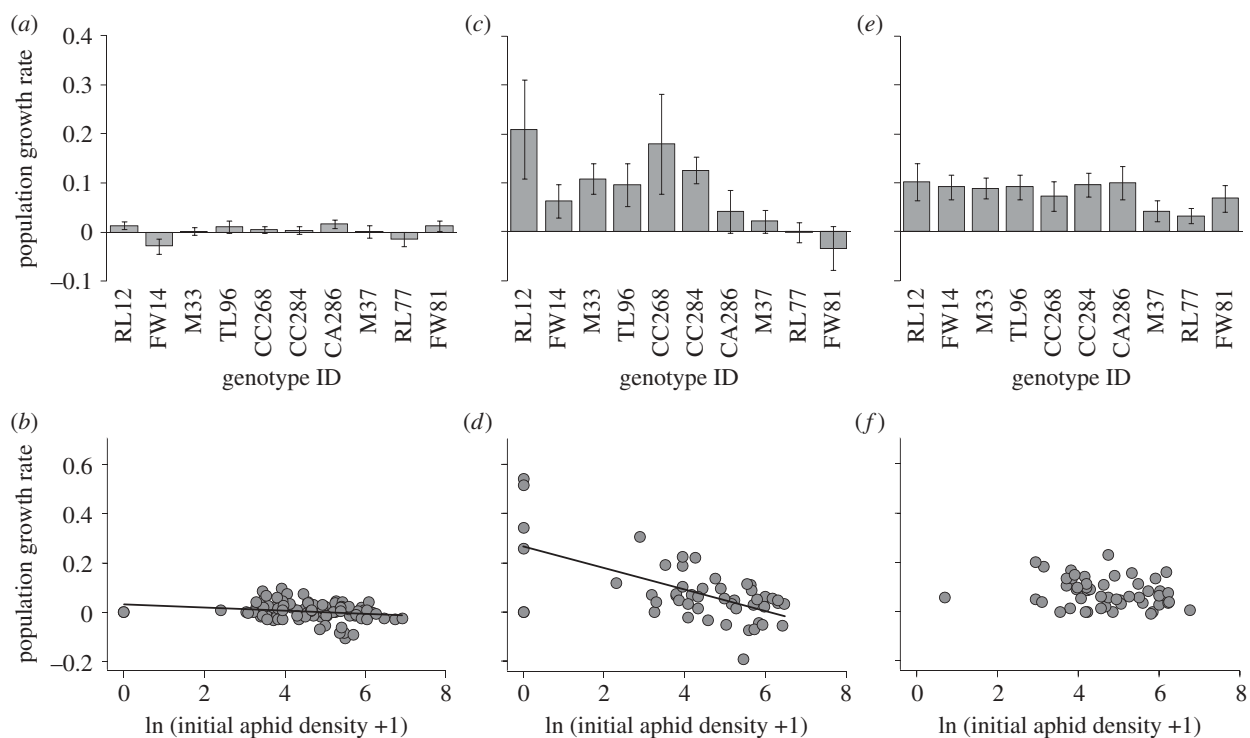 (a)
(c)
(e)
population growth rate
0.4
0.3
0.2
0.1
0
–0.1
RL12
FW14
M33
TL96
CC268
CC284
CA286
M37
RL77
FW81
genotype ID
RL12
FW14
M33
TL96
CC268
CC284
CA286
M37
RL77
FW81
genotype ID
RL12
FW14
M33
TL96
CC268
CC284
CA286
M37
RL77
FW81
genotype ID
(b)
(d)
(f)
population growth rate
0.6
0.4
0.2
0
–0.2
0 2 4 6 8
ln (initial aphid density +1)
0 2 4 6 8
ln (initial aphid density +1)
0 2 4 6 8
ln (initial aphid density +1)